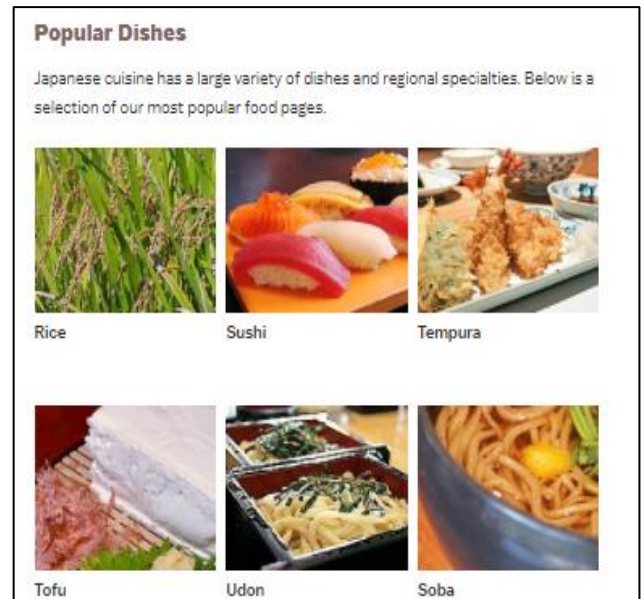 Popular Dishes
Japanese cuisine has a large variety of dishes and regional specialties. Below is a
selection of our most popular food pages.
Rice
Sushi
Tempura
Tofu
Udon
Soba